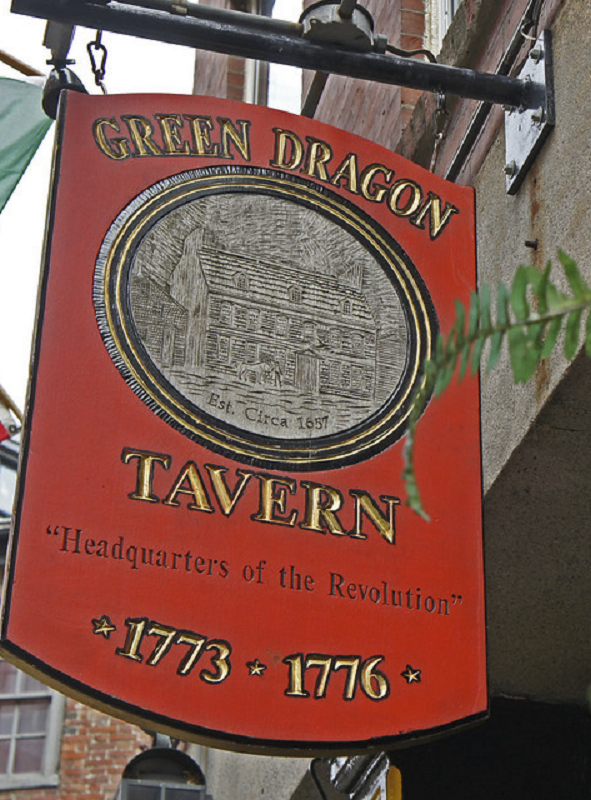 GREEN DRAGON
Est. Circa 1657
TAVERN
"Headquarters of the Revolution"
★ 1773 ★ 1776 ★